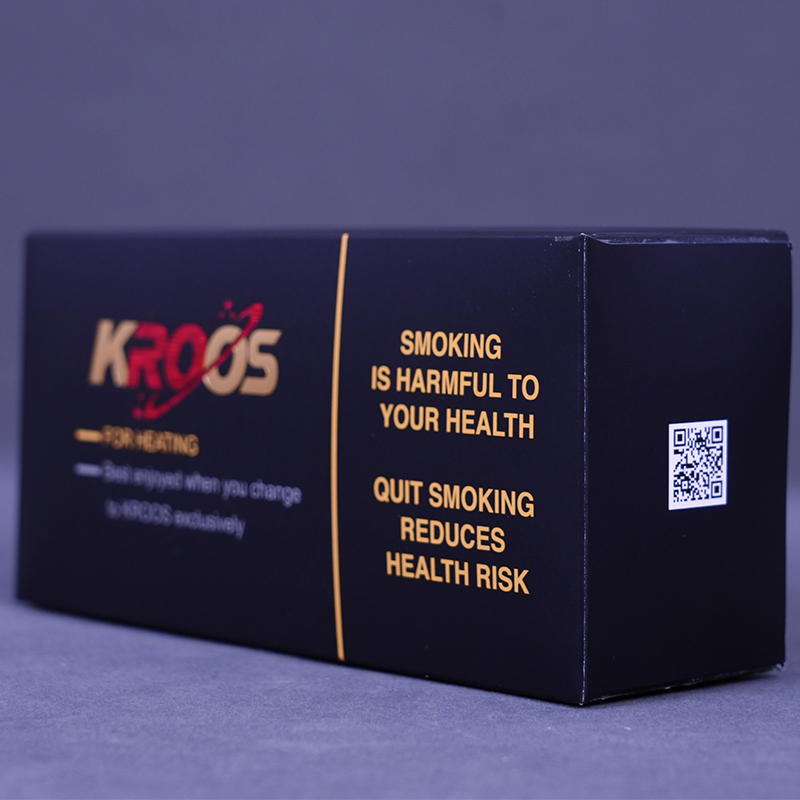 KROOS
FOR HEATING
Best enjoyed when you change
to KROOS exclusively
SMOKING
IS HARMFUL TO
YOUR HEALTH
QUIT SMOKING
REDUCES
HEALTH RISK